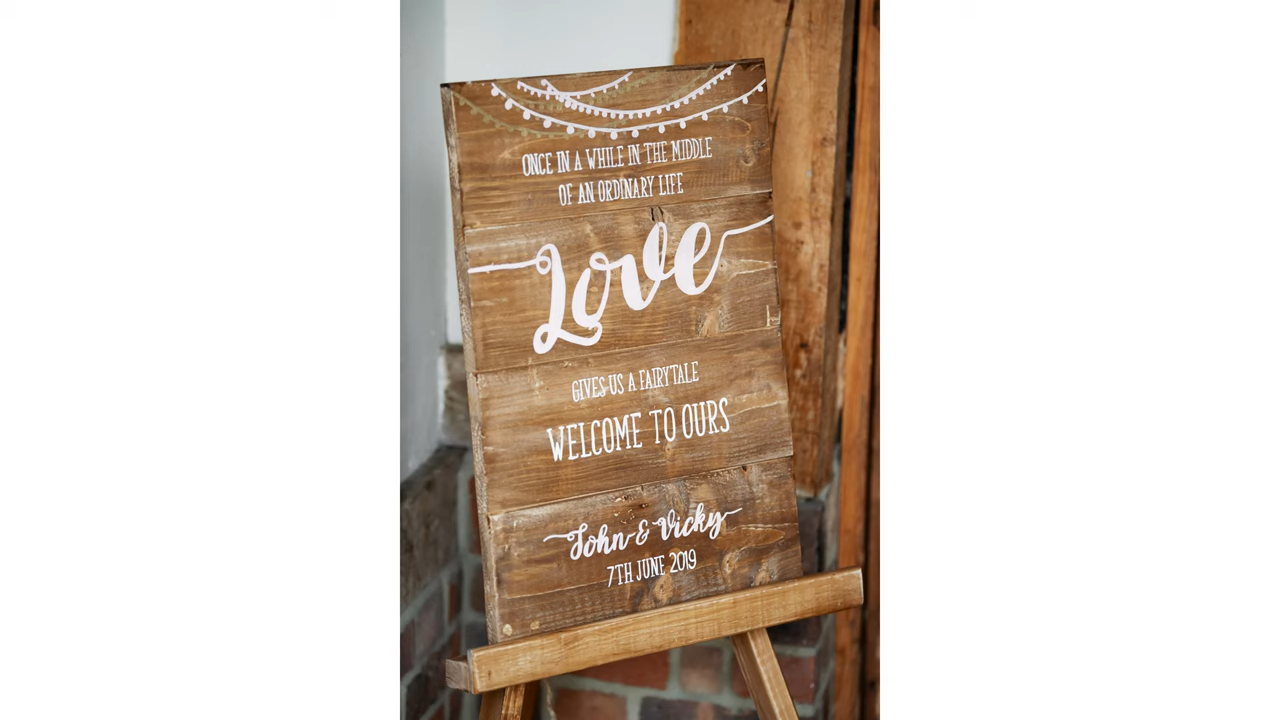 ONCE IN A WHILE IN THE MIDDLE
OF AN ORDINARY LIFE
Love
GIVES US A FAIRYTALE
WELCOME TO OURS
John & Vicky
7TH JUNE 2019